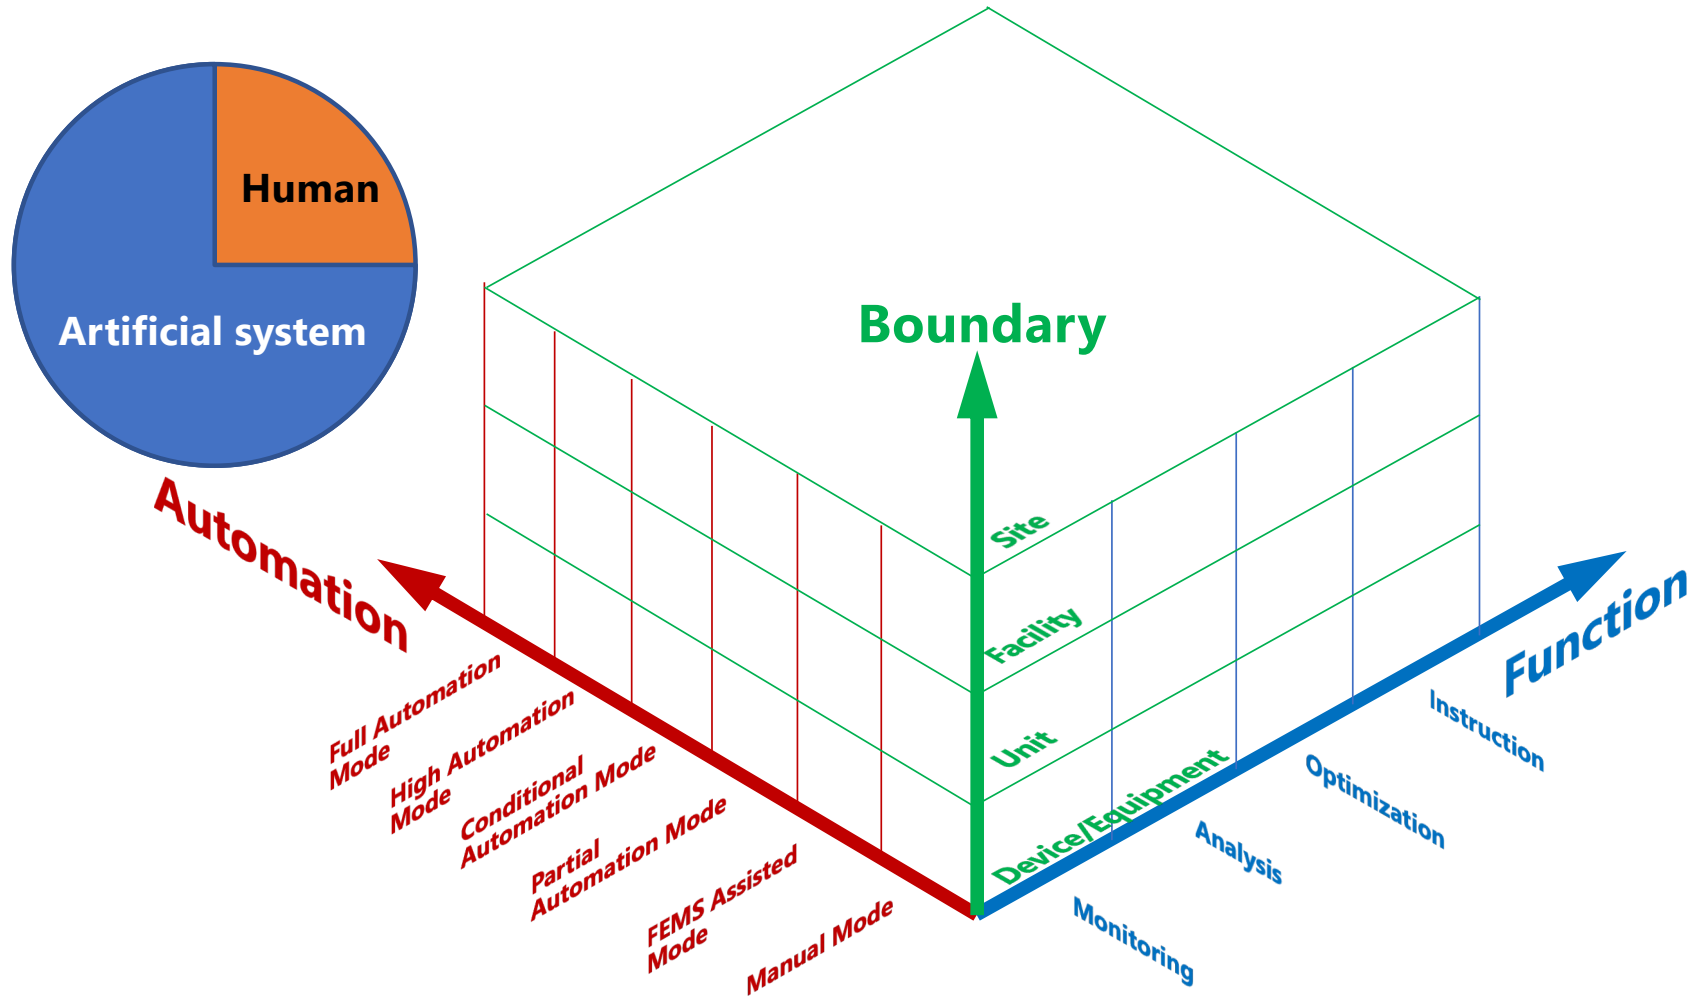 Human
Artificial system
Boundary
Automation
Function
Site
Facility
Unit
Device/Equipment
Full Automation
Mode
High Automation
Mode
Conditional
Automation Mode
Partial
Automation Mode
FEMS Assisted
Mode
Manual Mode
Monitoring
Analysis
Optimization
Instruction